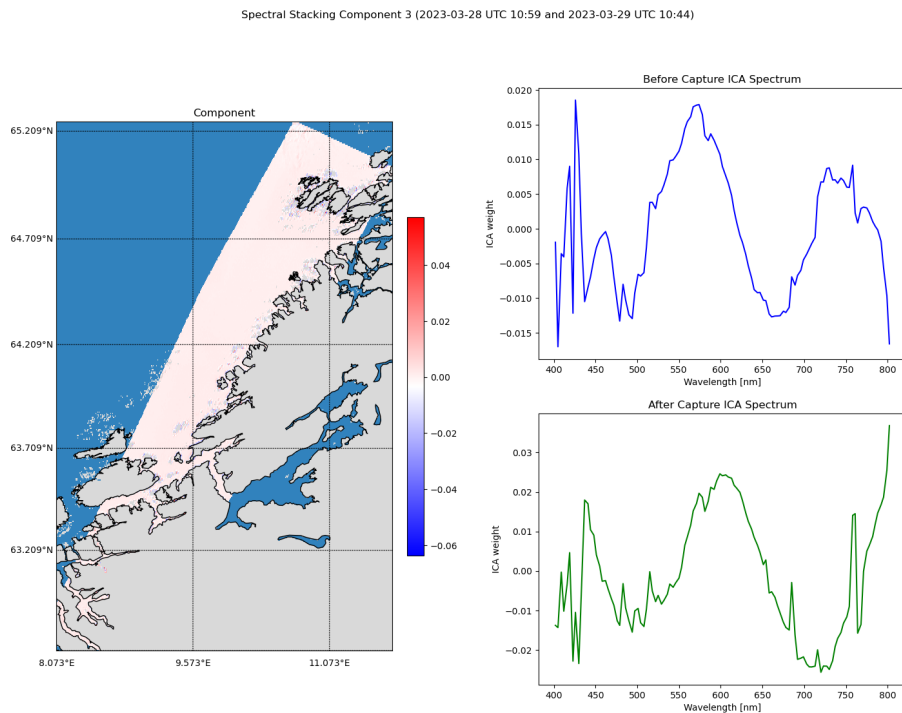 Spectral Stacking Component 3 (2023-03-28 UTC 10:59 and 2023-03-29 UTC 10:44)
Component
65.209°N
64.709°N
64.209°N
63.709°N
63.209°N
8.073°E 9.573°E 11.073°E
0.04
0.02
0.00
−0.02
−0.04
−0.06
Before Capture ICA Spectrum
ICA weight
0.020
0.015
0.010
0.005
0.000
−0.005
−0.010
−0.015
400 450 500 550 600 650 700 750 800
Wavelength [nm]
After Capture ICA Spectrum
ICA weight
0.03
0.02
0.01
0.00
−0.01
−0.02
400 450 500 550 600 650 700 750 800
Wavelength [nm]